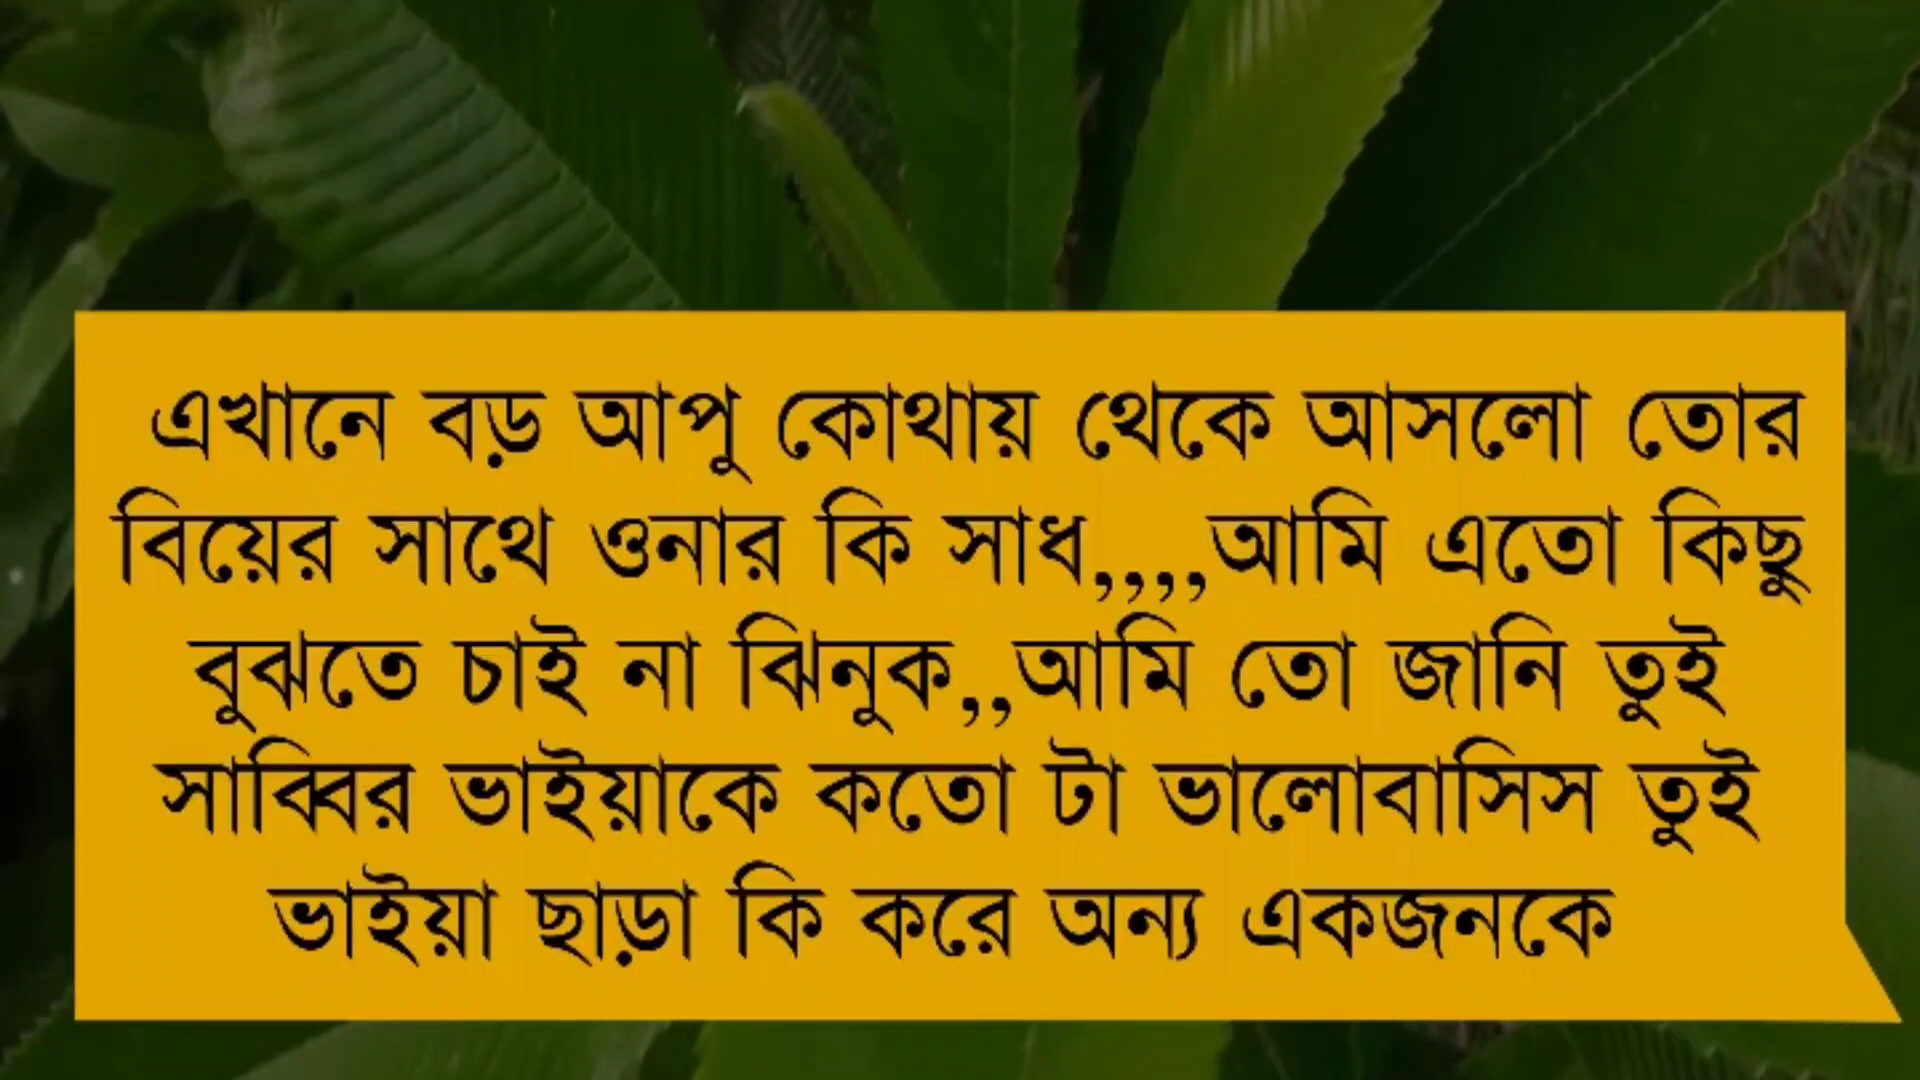 এখানে বড় আপু কোথায় থেকে আসলো তোর
বিয়ের সাথে ওনার কি সাধ,,,,আমি এতো কিছু
বুঝতে চাই না ঝিনুক,,আমি তো জানি তুই
সাব্বির ভাইয়াকে কতো টা ভালোবাসিস তুই
ভাইয়া ছাড়া কি করে অন্য একজনকে